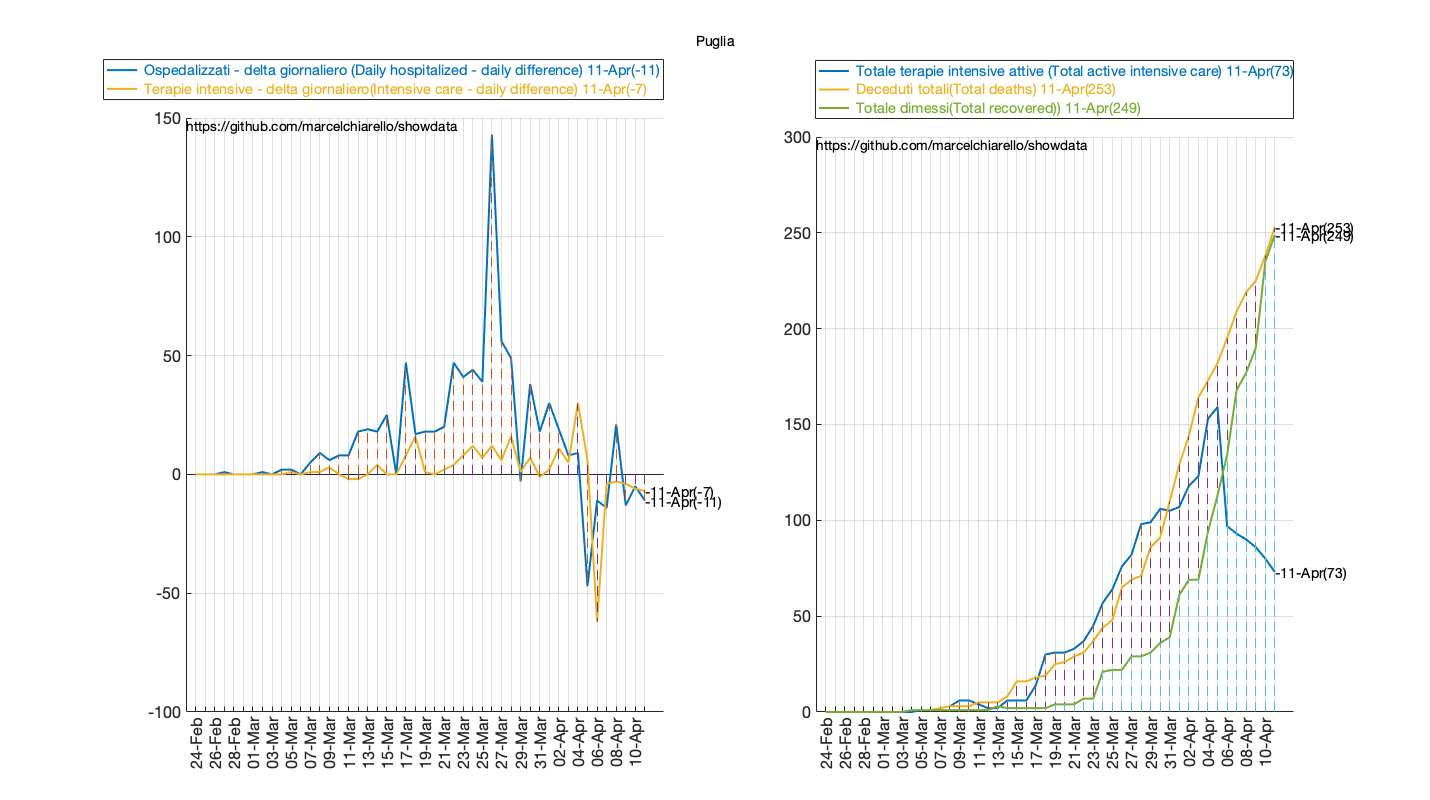 Puglia
Ospedalizzati - delta giornaliero (Daily hospitalized - daily difference) 11-Apr(-11)
Terapie intensive - delta giornaliero(Intensive care - daily difference) 11-Apr(-7)
https://github.com/marcelchiarello/showdata
150
100
50
0
-50
-100
-11-Apr(-7)
-11-Apr(-11)
24-Feb
26-Feb
28-Feb
01-Mar
03-Mar
05-Mar
07-Mar
09-Mar
11-Mar
13-Mar
15-Mar
17-Mar
19-Mar
21-Mar
23-Mar
25-Mar
27-Mar
29-Mar
31-Mar
02-Apr
04-Apr
06-Apr
08-Apr
10-Apr
Totale terapie intensive attive (Total active intensive care) 11-Apr(73)
Deceduti totali(Total deaths) 11-Apr(253)
Totale dimessi(Total recovered)) 11-Apr(249)
https://github.com/marcelchiarello/showdata
300
250
200
150
100
50
0
-11-Apr(253)
-11-Apr(249)
-11-Apr(73)
24-Feb
26-Feb
28-Feb
01-Mar
03-Mar
05-Mar
07-Mar
09-Mar
11-Mar
13-Mar
15-Mar
17-Mar
19-Mar
21-Mar
23-Mar
25-Mar
27-Mar
29-Mar
31-Mar
02-Apr
04-Apr
06-Apr
08-Apr
10-Apr